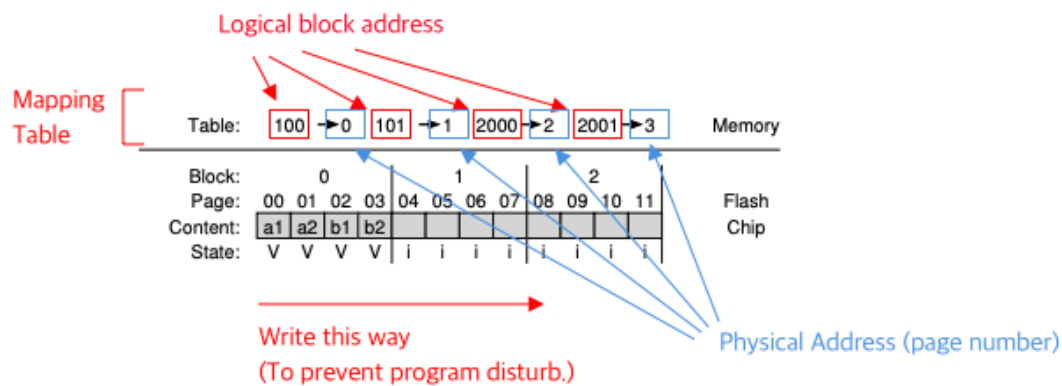 Logical block address
Mapping
Table
Table: 100 0 101 1 2000 2 2001 3 Memory
Block: 0 1 2
Page: 00 01 02 03 04 05 06 07 08 09 10 11 Flash
Content: a1 a2 b1 b2 Chip
State: V V V V i i i i i i i i
Write this way
(To prevent program disturb.)
Physical Address (page number)